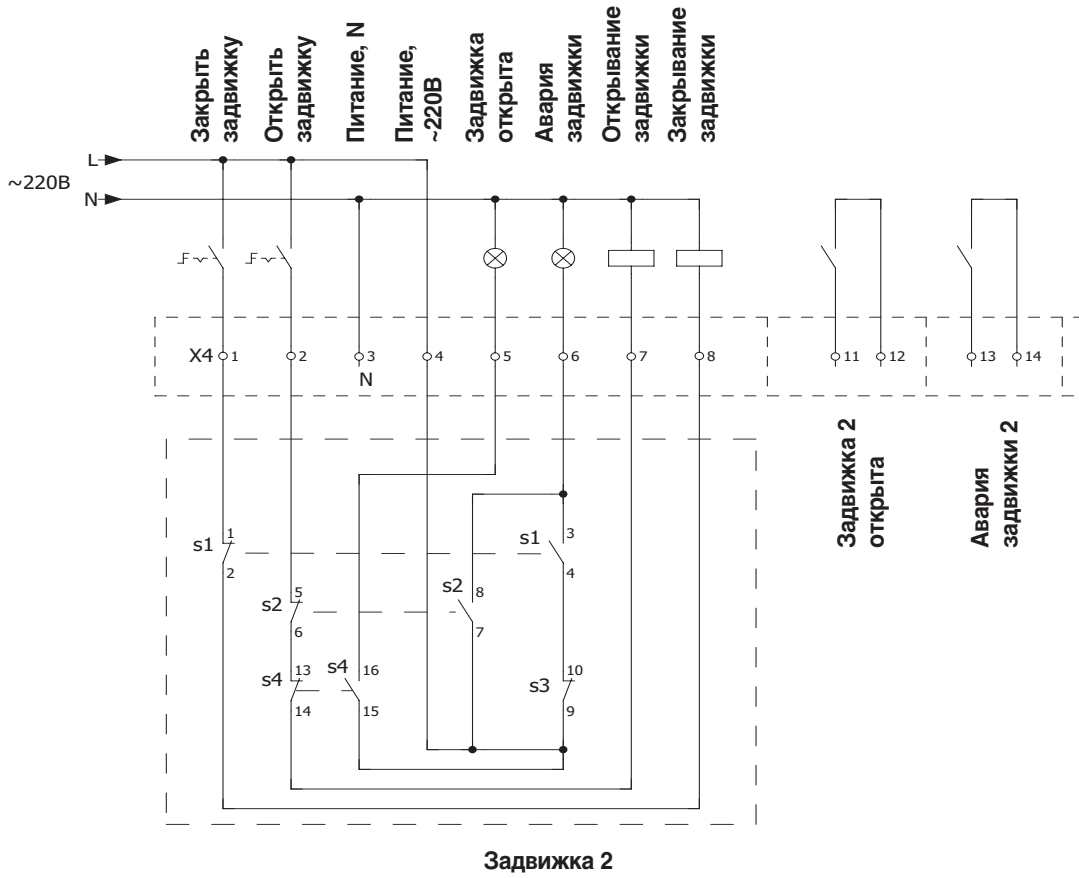 Закрыть
задвижку
Открыть
задвижку
Питание, N
Питание,
~220В
Задвижка
открыта
Авария
задвижки
Открывание
задвижки
Закрывание
задвижки
L
~220В
N
X4 1 2 3 4 5 6 7 8 11 12 13 14
N
Задвижка 2
открыта
Авария
задвижки 2
1 3
s1 s1
2 4
5 8
s2 s2
6 7
13 16 10
s4 s4 s3
14 15 9
Задвижка 2